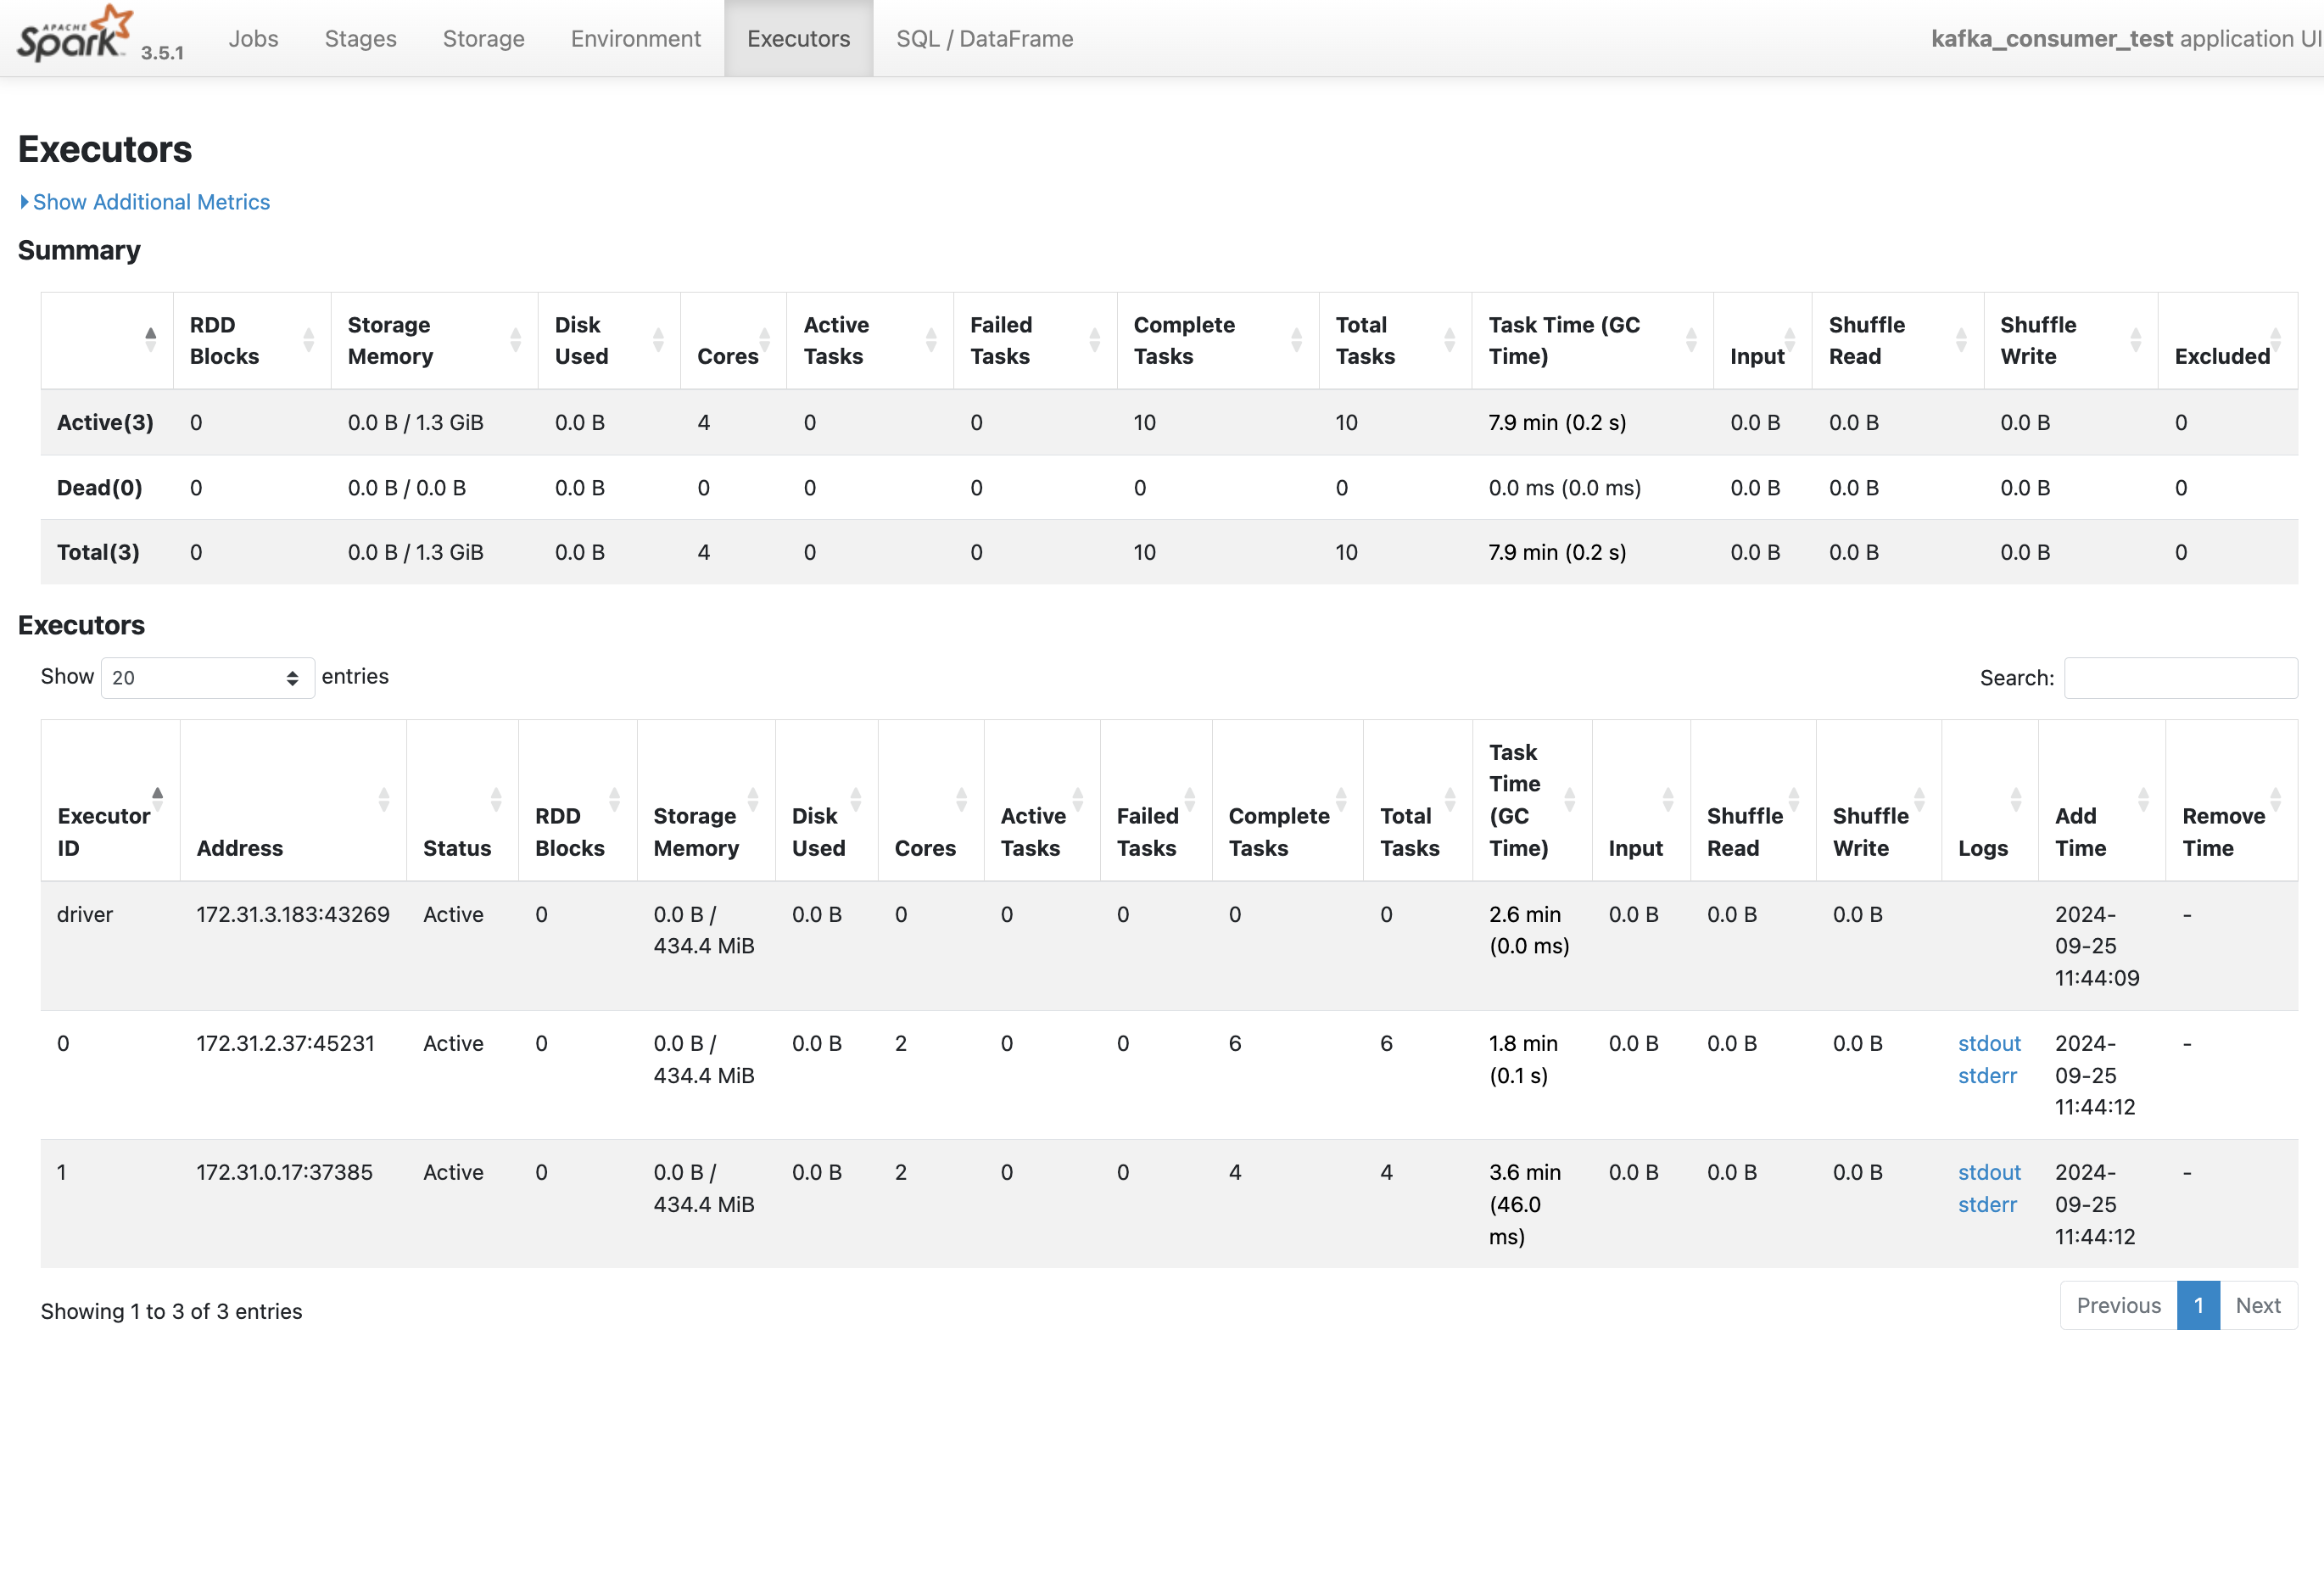 APACHE
Spark 3.5.1 Jobs Stages Storage Environment Executors SQL / DataFrame kafka_consumer_test application UI
Executors
Show Additional Metrics
Summary
RDD Blocks Storage Memory Disk Used Cores Active Tasks Failed Tasks Complete Tasks Total Tasks Task Time (GC Time) Input Shuffle Read Shuffle Write Excluded
Active(3) 0 0.0 B / 1.3 GiB 0.0 B 4 0 0 10 10 7.9 min (0.2 s) 0.0 B 0.0 B 0.0 B 0
Dead(0) 0 0.0 B / 0.0 B 0.0 B 0 0 0 0 0 0.0 ms (0.0 ms) 0.0 B 0.0 B 0.0 B 0
Total(3) 0 0.0 B / 1.3 GiB 0.0 B 4 0 0 10 10 7.9 min (0.2 s) 0.0 B 0.0 B 0.0 B 0
Executors
Show 20 entries Search:
Executor ID Address Status RDD Blocks Storage Memory Disk Used Cores Active Tasks Failed Tasks Complete Tasks Total Tasks Task Time (GC Time) Input Shuffle Read Shuffle Write Logs Add Time Remove Time
driver 172.31.3.183:43269 Active 0 0.0 B / 434.4 MiB 0.0 B 0 0 0 0 0 2.6 min (0.0 ms) 0.0 B 0.0 B 0.0 B 2024-09-25 11:44:09 -
0 172.31.2.37:45231 Active 0 0.0 B / 434.4 MiB 0.0 B 2 0 0 6 6 1.8 min (0.1 s) 0.0 B 0.0 B 0.0 B stdout stderr 2024-09-25 11:44:12 -
1 172.31.0.17:37385 Active 0 0.0 B / 434.4 MiB 0.0 B 2 0 0 4 4 3.6 min (46.0 ms) 0.0 B 0.0 B 0.0 B stdout stderr 2024-09-25 11:44:12 -
Showing 1 to 3 of 3 entries Previous 1 Next